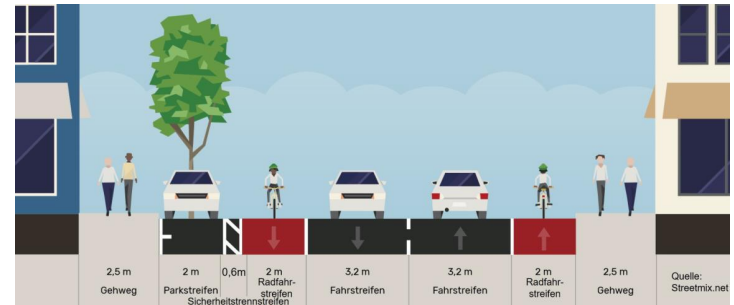 2,5 m
Gehweg
2 m
Parkstreifen
0,6m
Sicherheitstrennstreifen
2 m
Radfahr-
streifen
3,2 m
Fahrstreifen
3,2 m
Fahrstreifen
2 m
Radfahr-
streifen
2,5 m
Gehweg
Quelle:
Streetmix.net